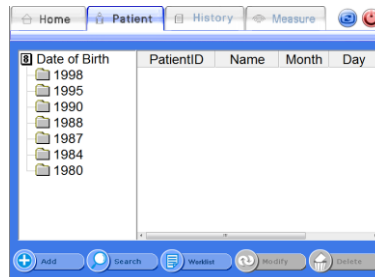 Home Patient History Measure
8 Date of Birth PatientID Name Month Day
1998
1995
1990
1988
1987
1984
1980
Add Search Worklist Modify Delete